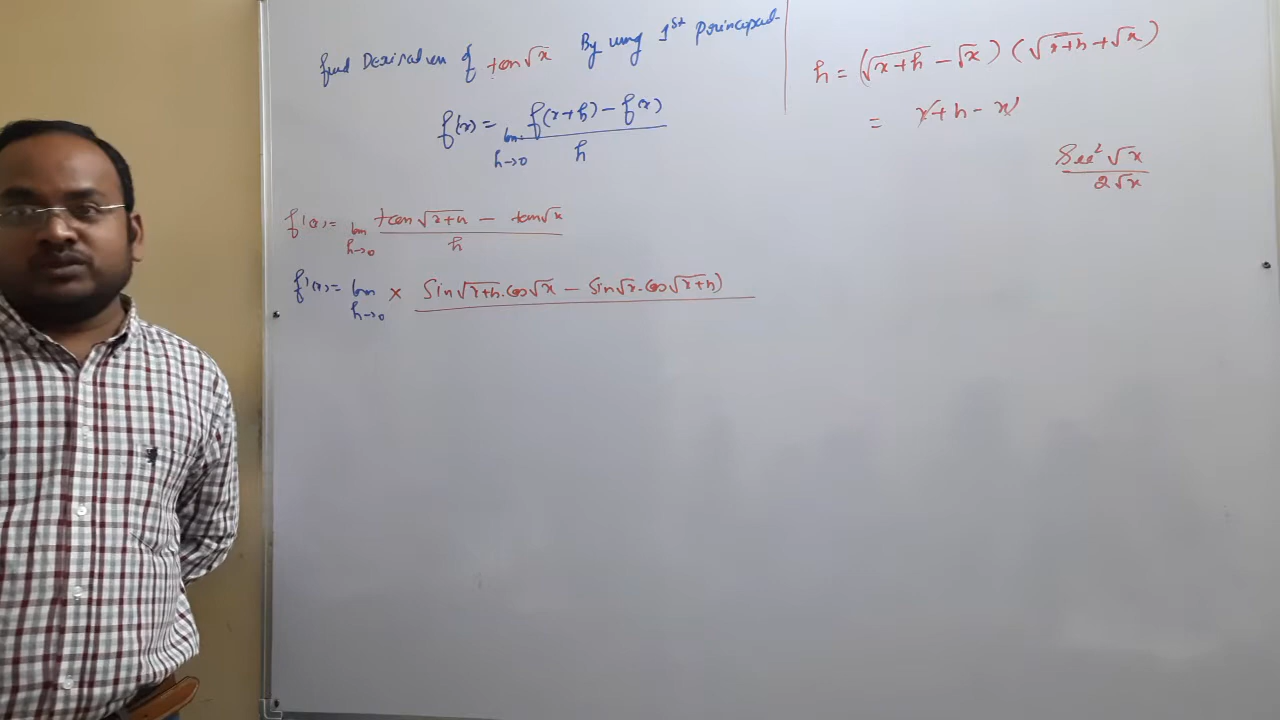 find Derivation of tan√x By using 1st principal
f'(x) = lim h→0 f(x+h) - f(x) / h
f'(x) = lim h→0 tan√x+h - tan√x / h
f'(x) = lim h→0 × Sin√x+h . cos√x - Sin√x . cos√x+h)
h = (√x+h - √x) (√x+h + √x)
= x + h - x
Sec² √x / 2√x